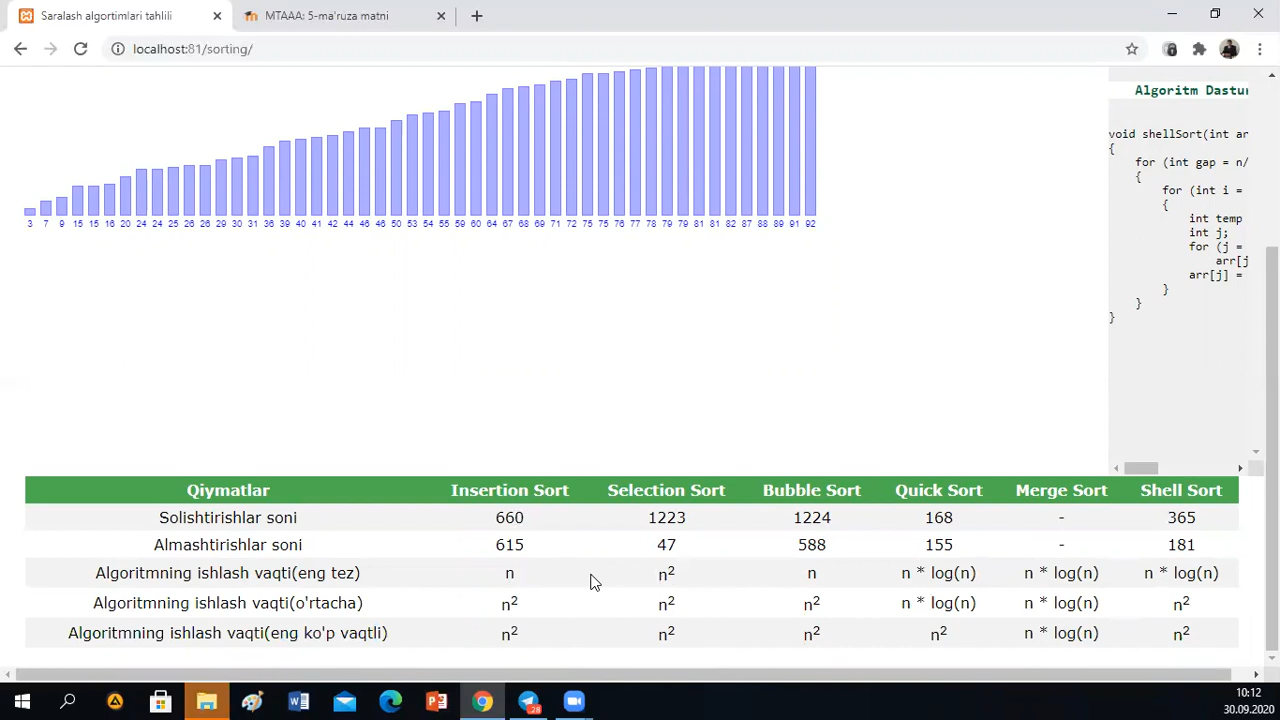 Saralash algortimlari tahlili
MTAAA: 5-ma'ruza matni
localhost:81/sorting/
Algoritm Dastur
void shellSort(int ar
{
for (int gap = n/
{
for (int i =
{
int temp
int j;
for (j =
arr[j
arr[j] =
}
}
}
3 7 9 15 15 16 20 24 24 25 26 26 29 30 31 36 39 40 41 42 44 46 46 50 53 54 55 59 60 64 67 68 69 71 72 75 75 76 77 78 79 79 81 81 82 87 88 89 91 92
Qiymatlar Insertion Sort Selection Sort Bubble Sort Quick Sort Merge Sort Shell Sort
Solishtirishlar soni 660 1223 1224 168 - 365
Almashtirishlar soni 615 47 588 155 - 181
Algoritmning ishlash vaqti(eng tez) n n² n n * log(n) n * log(n) n * log(n)
Algoritmning ishlash vaqti(o'rtacha) n² n² n² n * log(n) n * log(n) n²
Algoritmning ishlash vaqti(eng ko'p vaqtli) n² n² n² n² n * log(n) n²
28
10:12
30.09.2020